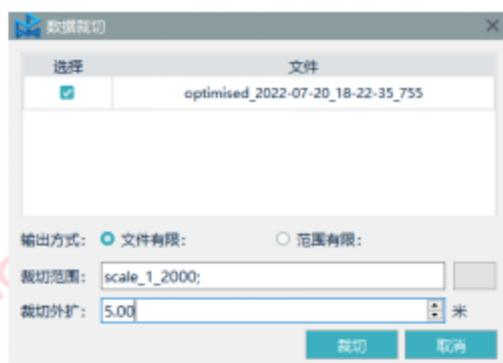 数据裁切
选择 文件
optimised_2022-07-20_18-22-35_755
输出方式： 文件有限： 范围有限：
裁切范围： scale_1_2000;
裁切外扩： 5.00 米
裁切 取消